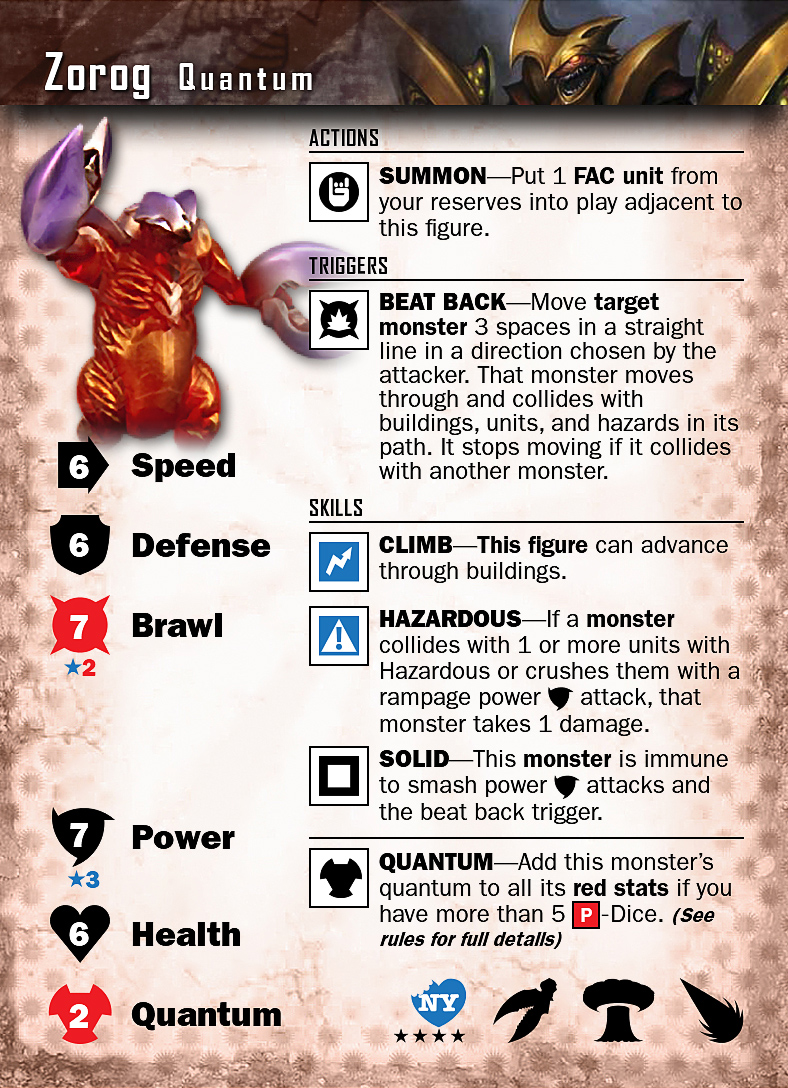 Zorog Quantum
ACTIONS
SUMMON—Put 1 FAC unit from
your reserves into play adjacent to
this figure.
TRIGGERS
BEAT BACK—Move target
monster 3 spaces in a straight
line in a direction chosen by the
attacker. That monster moves
through and collides with
buildings, units, and hazards in its
path. It stops moving if it collides
with another monster.
SKILLS
CLIMB—This figure can advance
through buildings.
HAZARDOUS—If a monster
collides with 1 or more units with
Hazardous or crushes them with a
rampage power attack, that
monster takes 1 damage.
SOLID—This monster is immune
to smash power attacks and
the beat back trigger.
QUANTUM—Add this monster's
quantum to all its red stats if you
have more than 5 P-Dice. (See
rules for full details)
6 Speed
6 Defense
7 Brawl
★2
7 Power
★3
6 Health
2 Quantum
NY
★★★★